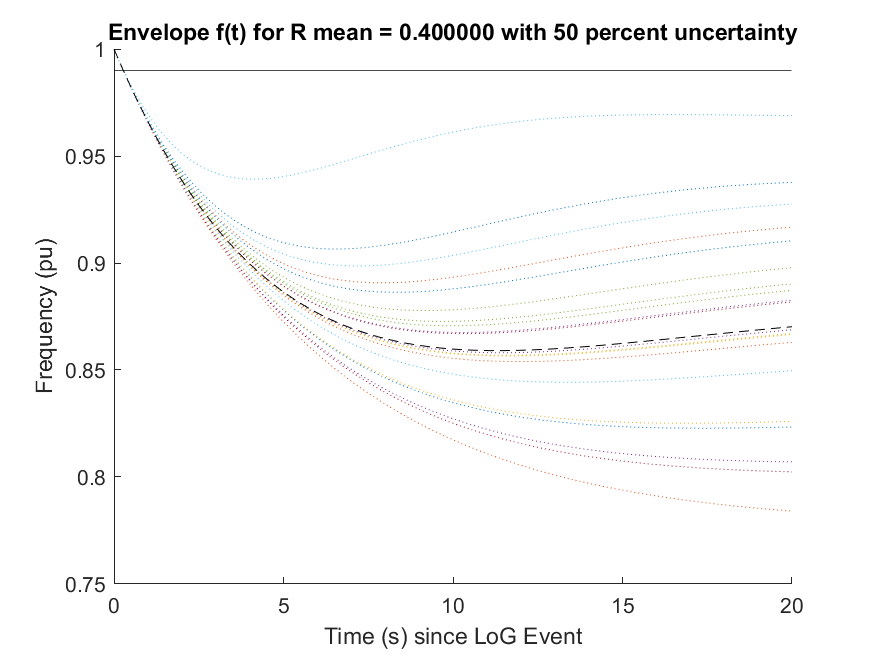 Envelope f(t) for R mean = 0.400000 with 50 percent uncertainty
1
0.95
0.9
0.85
0.8
0.75
Frequency (pu)
0 5 10 15 20
Time (s) since LoG Event